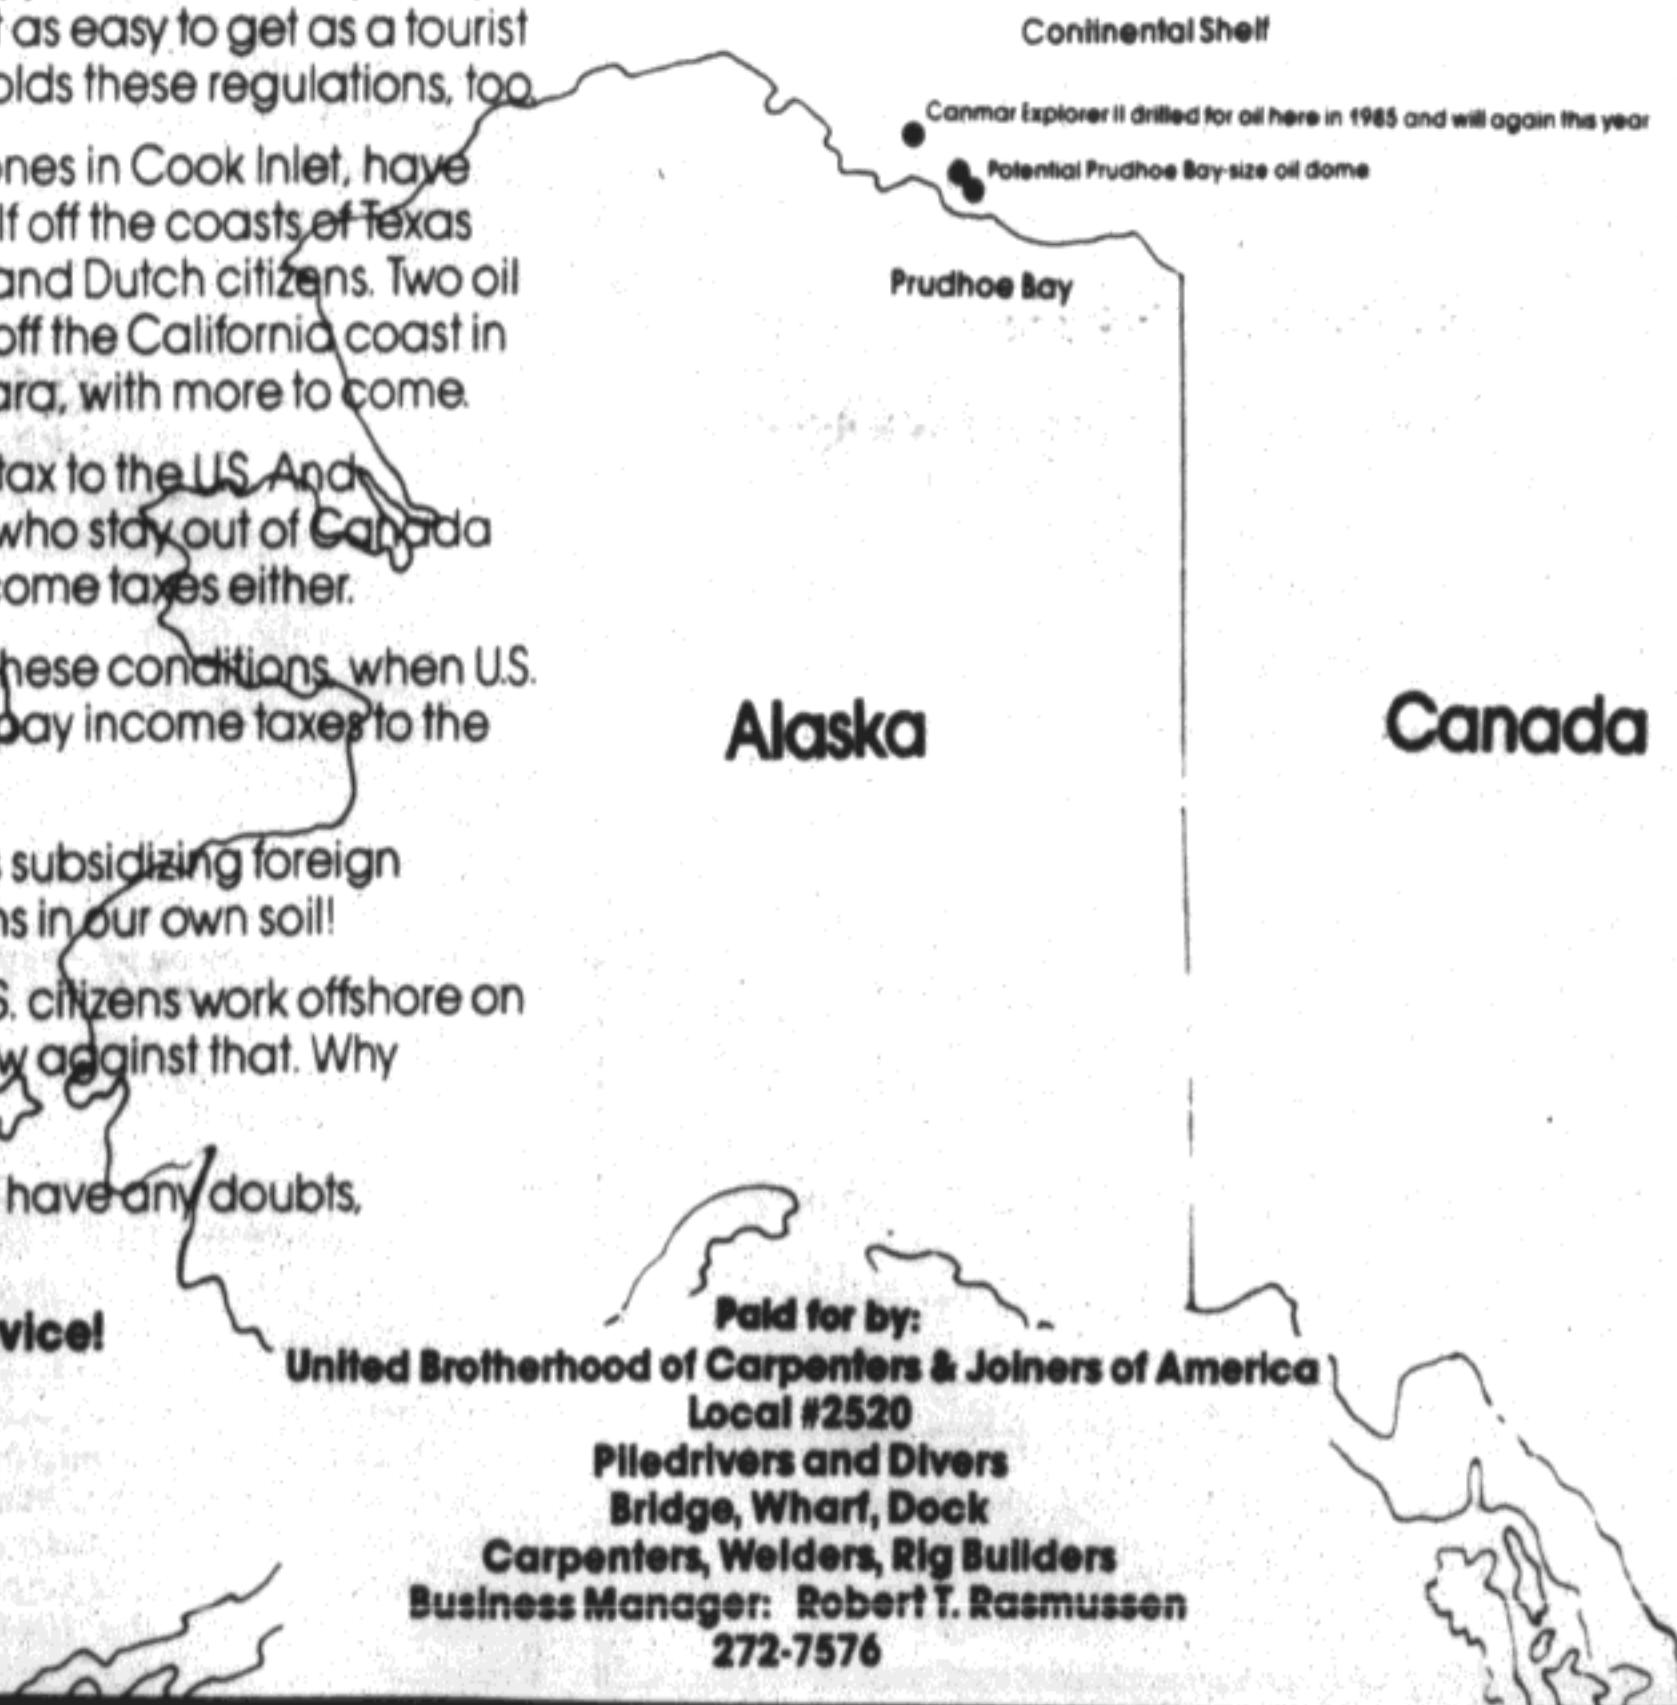 as easy to get as a tourist
olds these regulations, too.
ones in Cook Inlet, have
lf off the coasts of Texas
and Dutch citizens. Two oil
off the California coast in
ara, with more to come.
tax to the U.S. And
who stay out of Canada
come taxes either.
hese conditions, when U.S.
pay income taxes to the
s subsidizing foreign
ns in our own soil!
S. citizens work offshore on
w against that. Why
have any doubts,
vice!
Continental Shelf
Canmar Explorer II drilled for oil here in 1985 and will again this year
Potential Prudhoe Bay-size oil dome
Prudhoe Bay
Alaska
Canada
Paid for by:
United Brotherhood of Carpenters & Joiners of America
Local #2520
Piledrivers and Divers
Bridge, Wharf, Dock
Carpenters, Welders, Rig Builders
Business Manager: Robert T. Rasmussen
272-7576